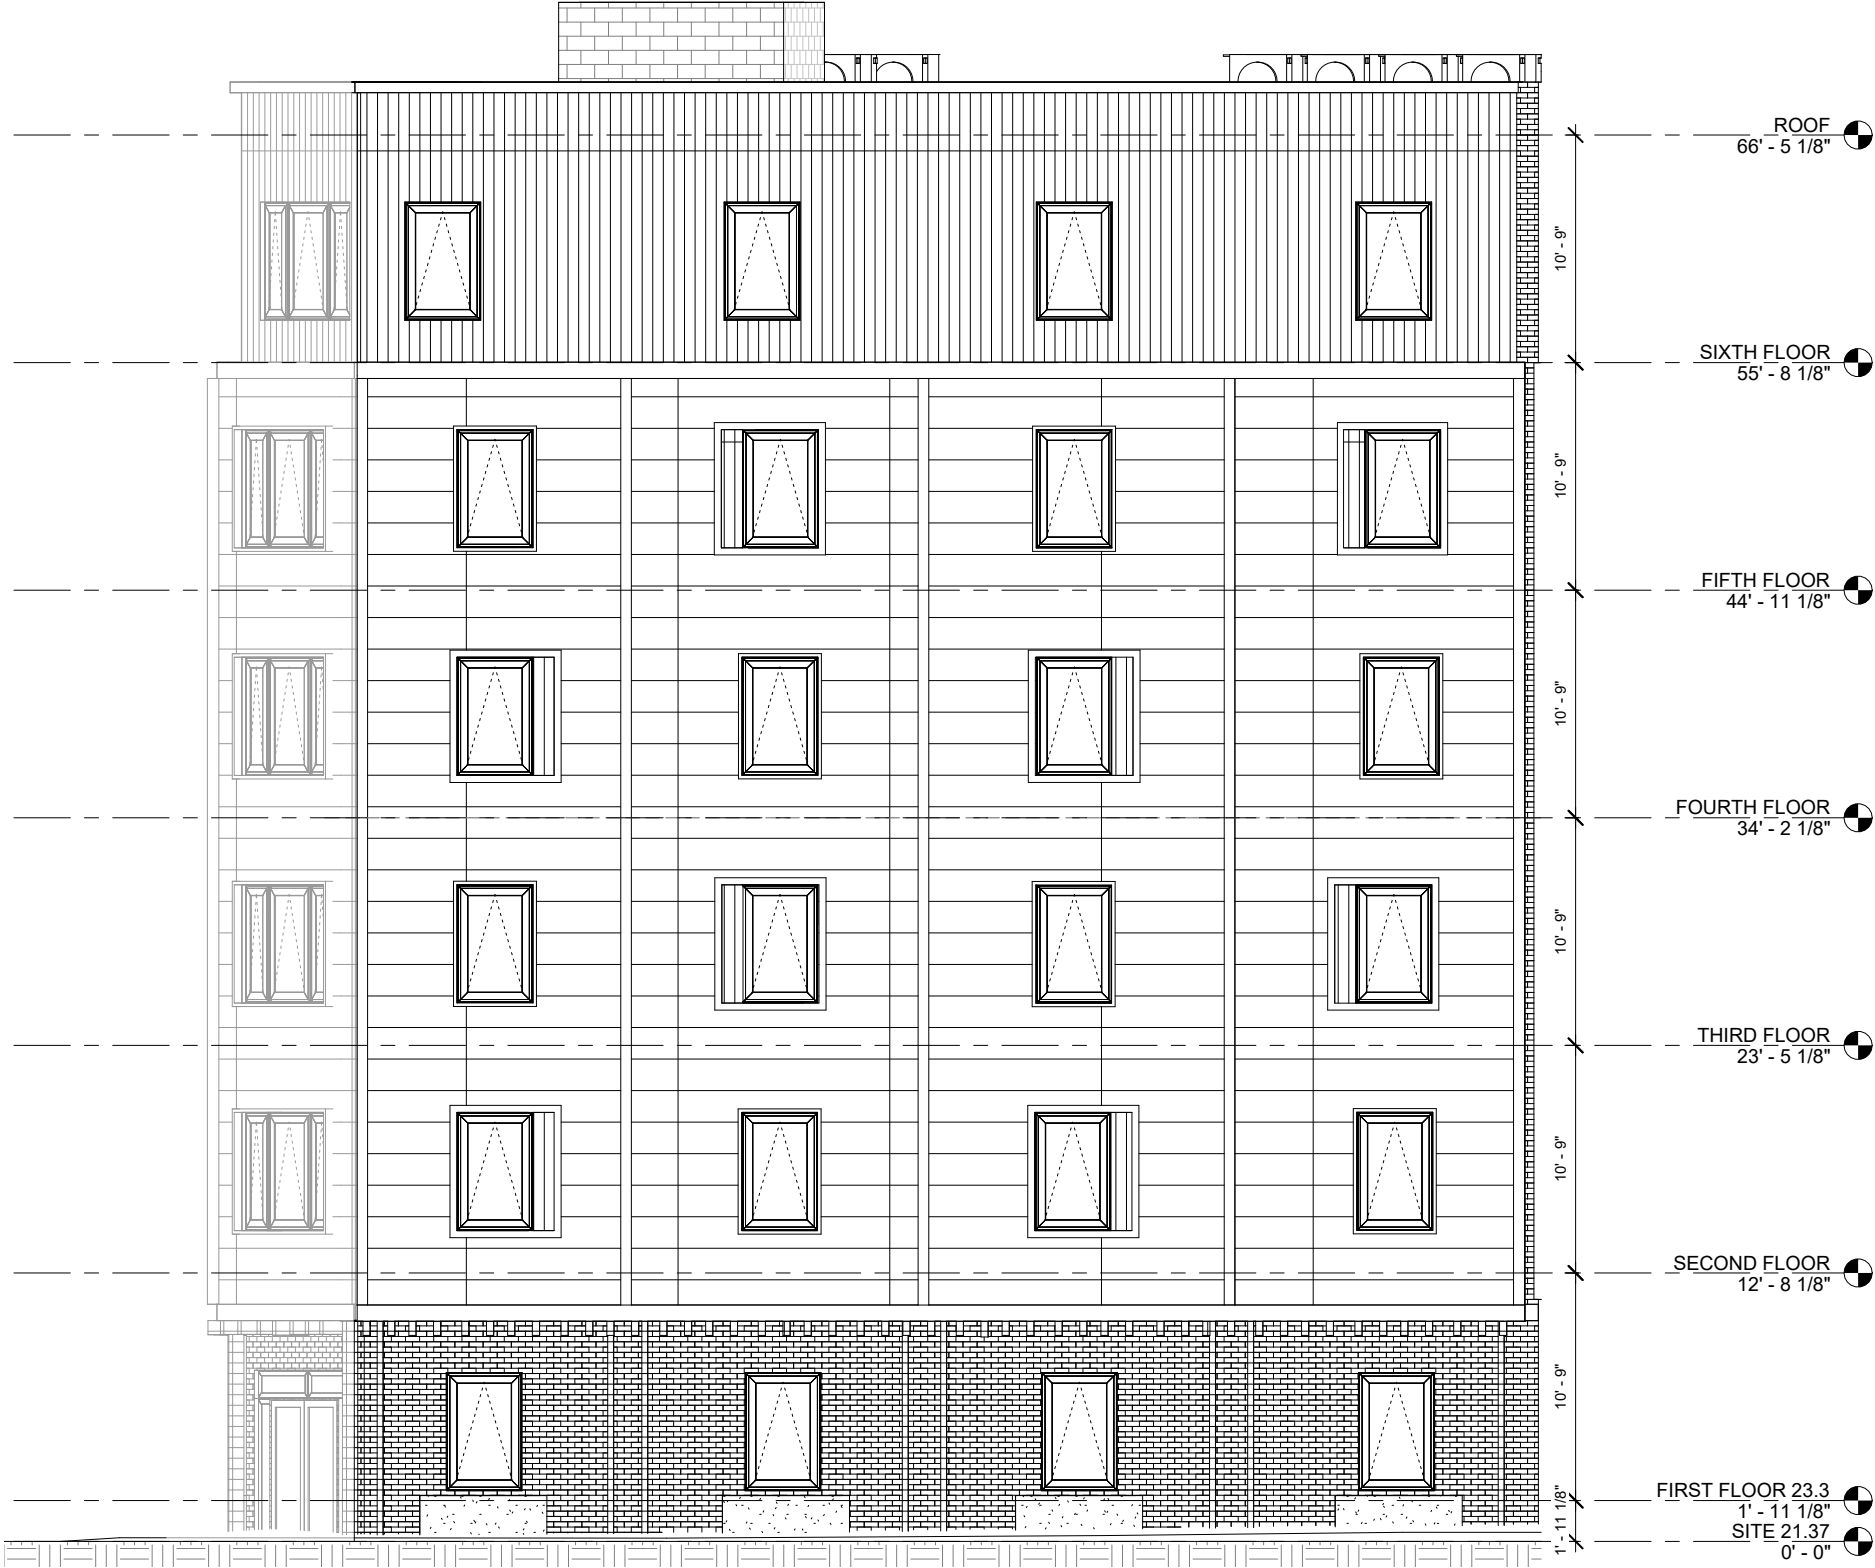 ROOF
66' - 5 1/8"
10' - 9"
SIXTH FLOOR
55' - 8 1/8"
10' - 9"
FIFTH FLOOR
44' - 11 1/8"
10' - 9"
FOURTH FLOOR
34' - 2 1/8"
10' - 9"
THIRD FLOOR
23' - 5 1/8"
10' - 9"
SECOND FLOOR
12' - 8 1/8"
10' - 9"
FIRST FLOOR 23.3
1' - 11 1/8"
1' - 11 1/8"
SITE 21.37
0' - 0"